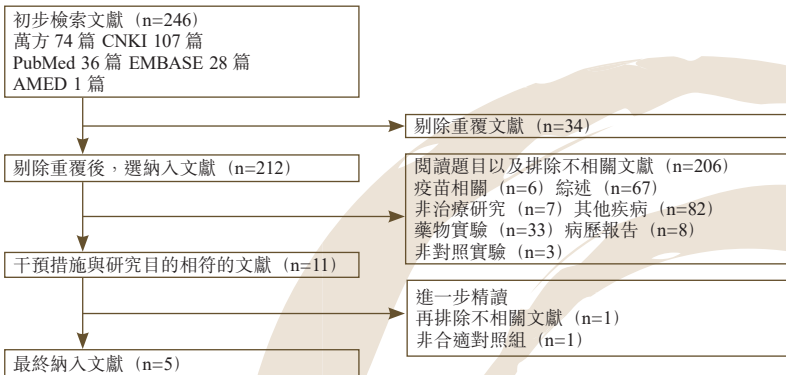 初步檢索文獻（n=246）
萬方 74 篇 CNKI 107 篇
PubMed 36 篇 EMBASE 28 篇
AMED 1 篇
剔除重覆文獻（n=34）
剔除重覆後，選納入文獻（n=212）
閱讀題目以及排除不相關文獻（n=206）
疫苗相關（n=6）綜述（n=67）
非治療研究（n=7）其他疾病（n=82）
藥物實驗（n=33）病歷報告（n=8）
非對照實驗（n=3）
干預措施與研究目的相符的文獻（n=11）
進一步精讀
再排除不相關文獻（n=1）
非合適對照組（n=1）
最終納入文獻（n=5）